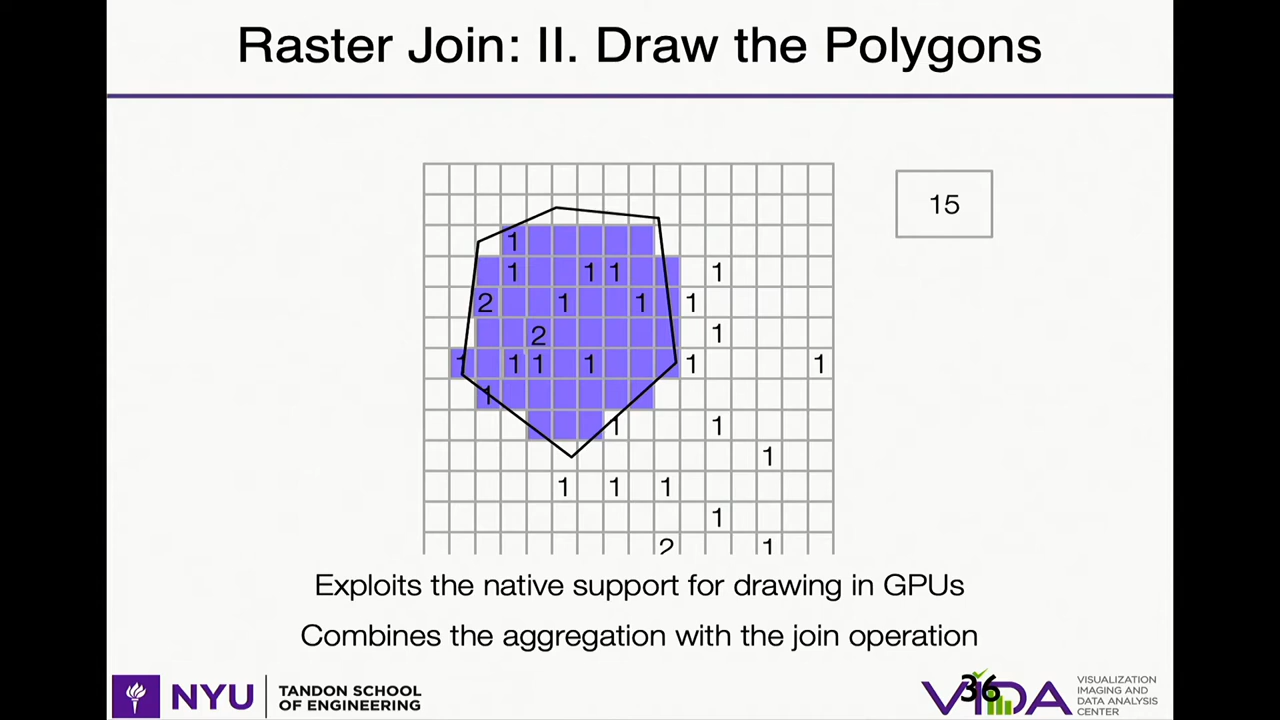 Raster Join: II. Draw the Polygons
15
1
1 1 1 1
2 1 1 1
2 1
1 1 1 1 1 1
1
1 1
1
1 1 1
1
2 1
Exploits the native support for drawing in GPUs
Combines the aggregation with the join operation
NYU
TANDON SCHOOL
OF ENGINEERING
VIDA
36
VISUALIZATION
IMAGING AND
DATA ANALYSIS
CENTER